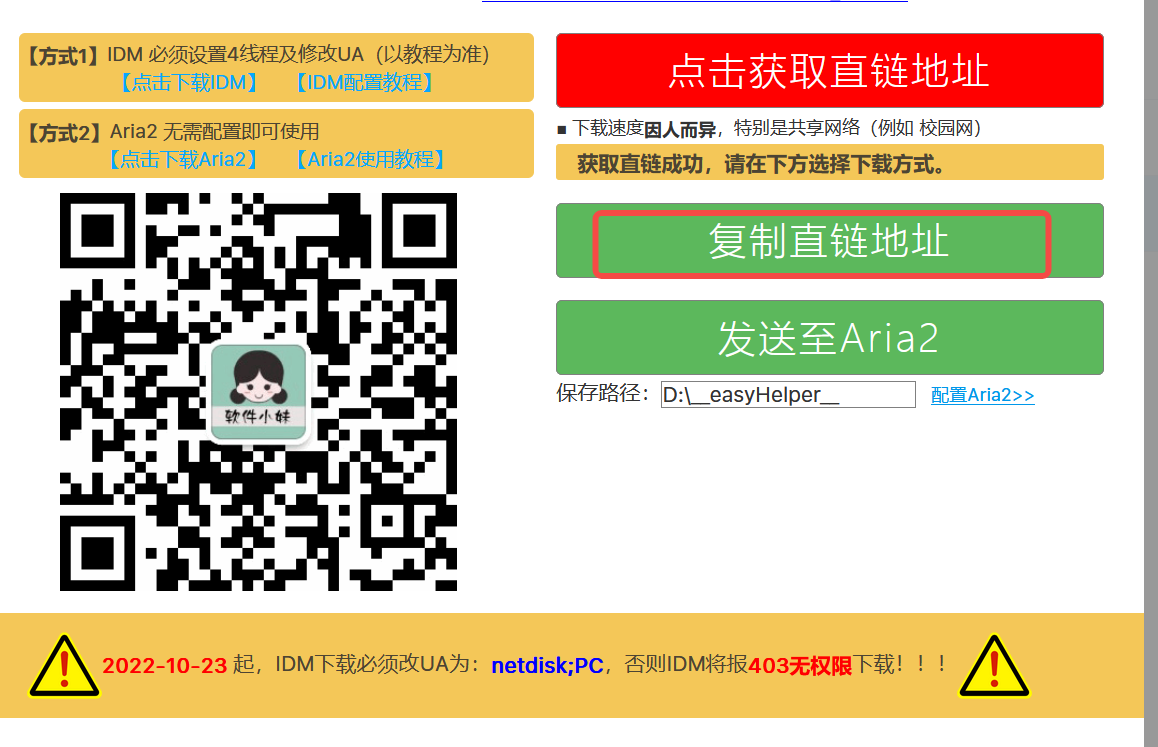 【方式1】IDM 必须设置4线程及修改UA（以教程为准）
【点击下载IDM】 【IDM配置教程】
【方式2】Aria2 无需配置即可使用
【点击下载Aria2】 【Aria2使用教程】
软件小妹
点击获取直链地址
■ 下载速度因人而异，特别是共享网络（例如 校园网）
获取直链成功，请在下方选择下载方式。
复制直链地址
发送至Aria2
保存路径：D:\__easyHelper__ 配置Aria2>>
2022-10-23 起，IDM下载必须改UA为：netdisk;PC，否则IDM将报403无权限下载！！！